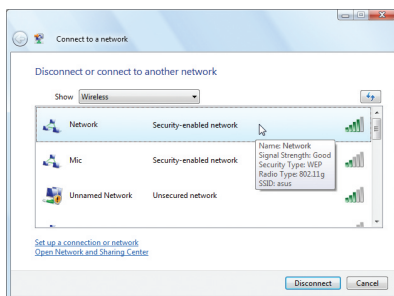 Connect to a network
Disconnect or connect to another network
Show Wireless
Network Security-enabled network
Mic Security-enabled network
Unnamed Network Unsecured network
Name: Network
Signal Strength: Good
Security Type: WEP
Radio Type: 802.11g
SSID: asus
Set up a connection or network
Open Network and Sharing Center
Disconnect Cancel